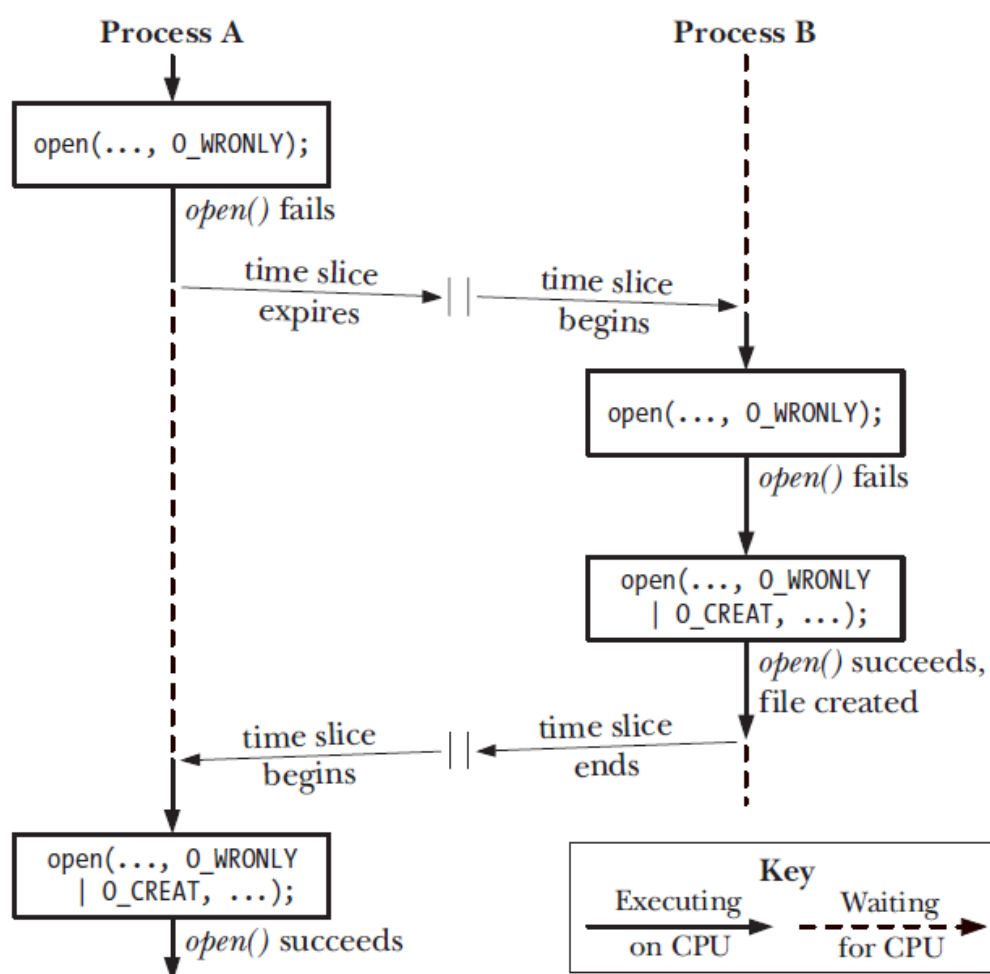 Process A
Process B
open(..., O_WRONLY);
open() fails
time slice
expires
time slice
begins
open(..., O_WRONLY);
open() fails
open(..., O_WRONLY
| O_CREAT, ...);
open() succeeds,
file created
time slice
ends
time slice
begins
open(..., O_WRONLY
| O_CREAT, ...);
open() succeeds
Key
Executing
on CPU
Waiting
for CPU